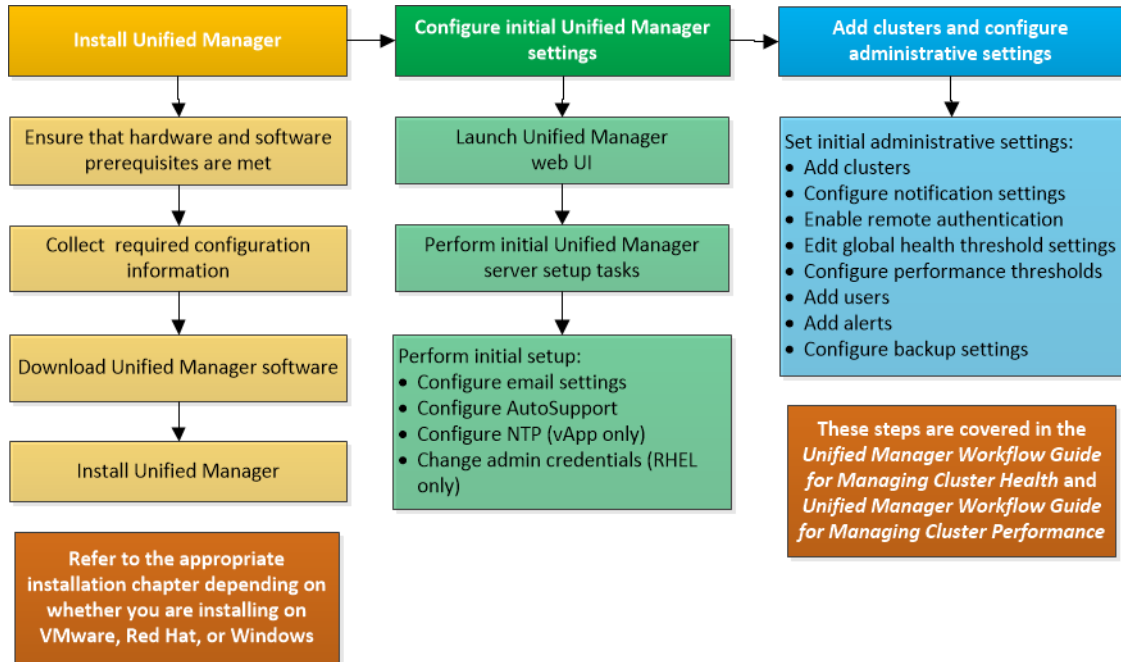 Install Unified Manager
Ensure that hardware and software
prerequisites are met
Collect required configuration
information
Download Unified Manager software
Install Unified Manager
Refer to the appropriate
installation chapter depending on
whether you are installing on
VMware, Red Hat, or Windows
Configure initial Unified Manager
settings
Launch Unified Manager
web UI
Perform initial Unified Manager
server setup tasks
Perform initial setup:
• Configure email settings
• Configure AutoSupport
• Configure NTP (vApp only)
• Change admin credentials (RHEL
only)
Add clusters and configure
administrative settings
Set initial administrative settings:
• Add clusters
• Configure notification settings
• Enable remote authentication
• Edit global health threshold settings
• Configure performance thresholds
• Add users
• Add alerts
• Configure backup settings
These steps are covered in the
Unified Manager Workflow Guide
for Managing Cluster Health and
Unified Manager Workflow Guide
for Managing Cluster Performance